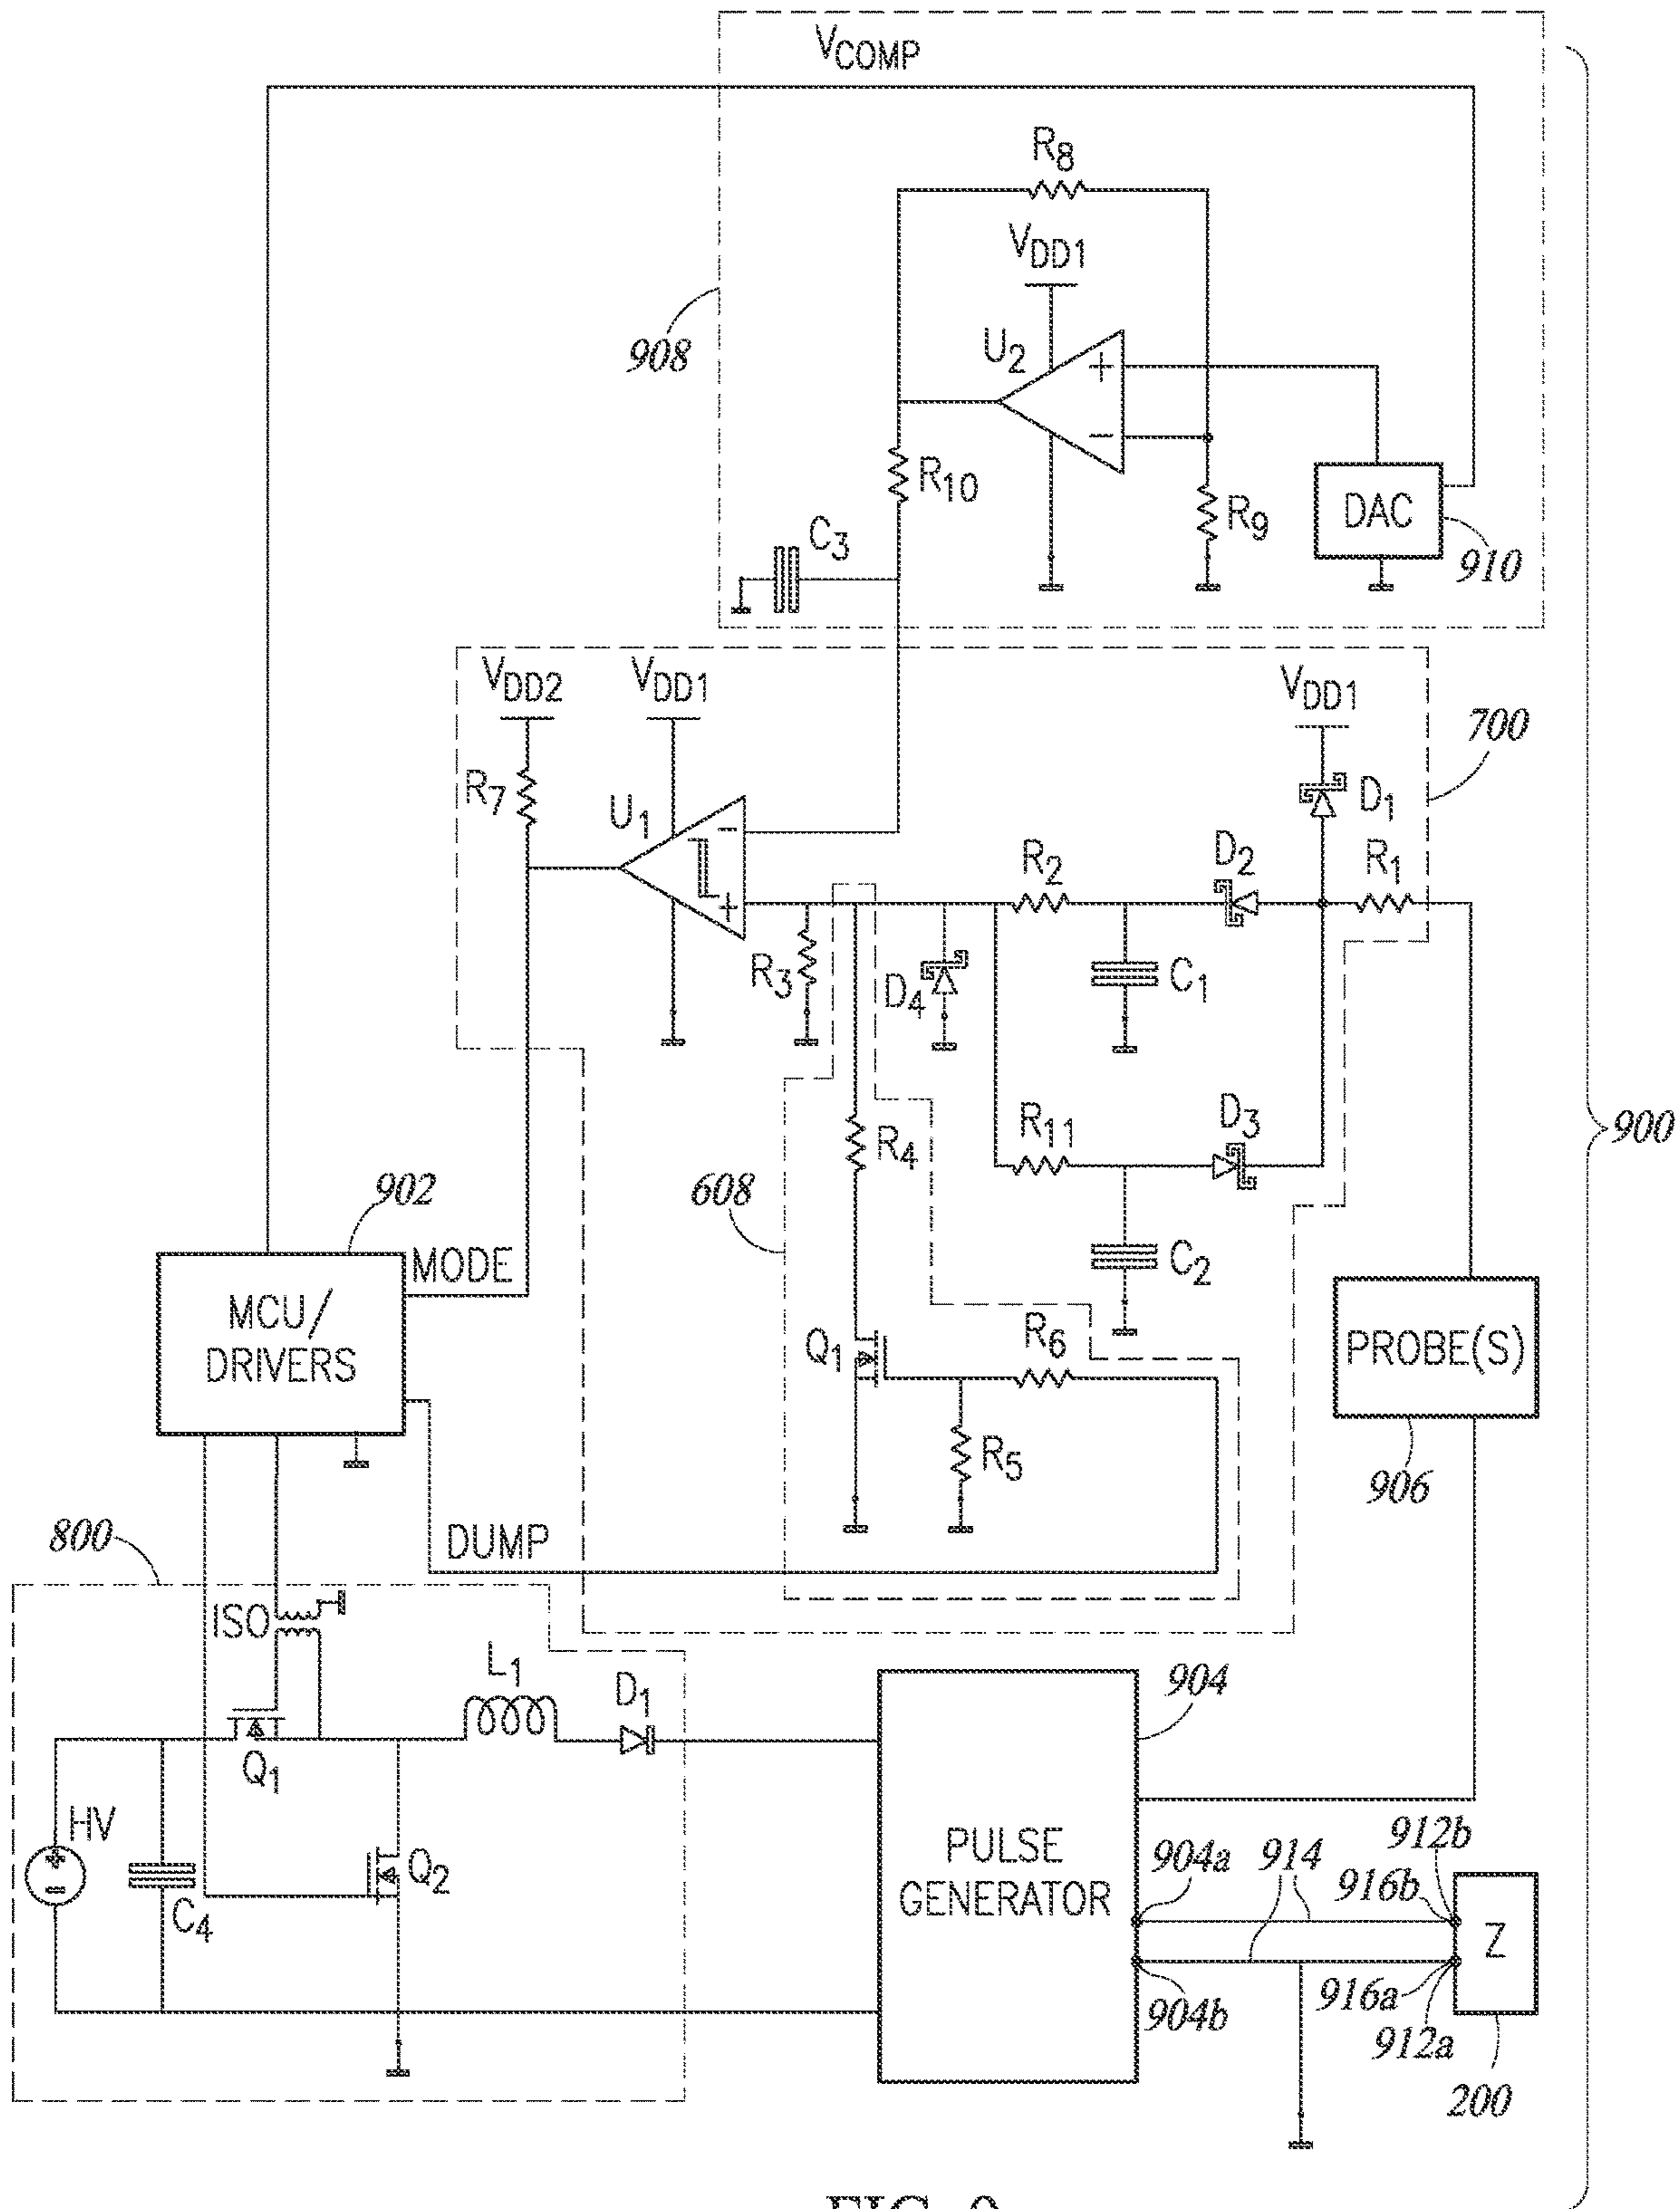 VCOMP
R8
VDD1
U2
+
−
908
R10
R9
DAC
910
C3
VDD2
VDD1
VDD1
700
R7
U1
−
+
D1
R2
D2
R1
R3
D4
C1
R11
D3
R4
900
902
608
C2
MODE
MCU/
DRIVERS
Q1
R6
PROBE(S)
R5
906
800
DUMP
ISO
L1
D1
904
Q1
HV
+
−
C4
Q2
PULSE
GENERATOR
904a
914
912b
916b
Z
916a
904b
912a
200